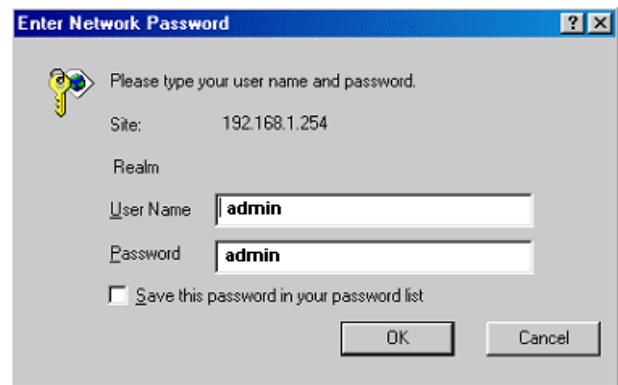 Enter Network Password
Please type your user name and password.
Site: 192.168.1.254
Realm
User Name admin
Password admin
Save this password in your password list
OK Cancel